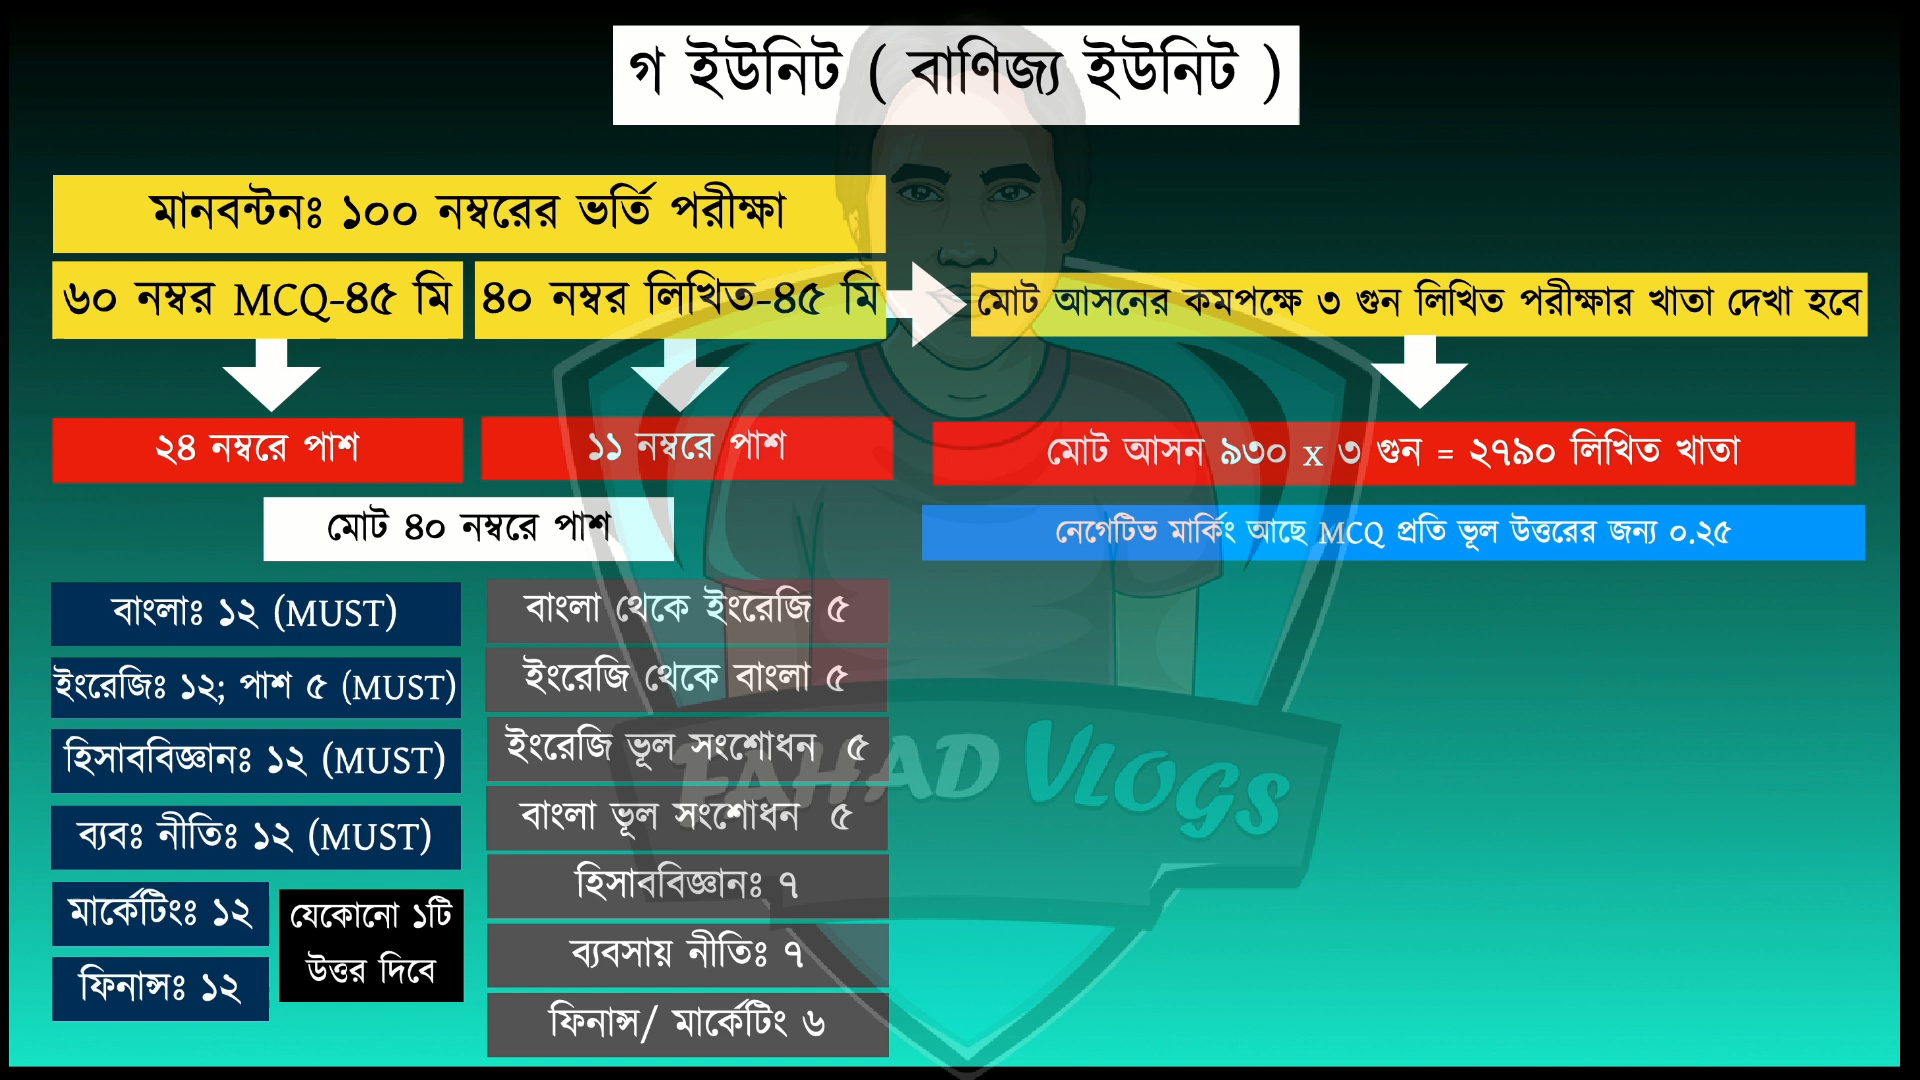 গ ইউনিট ( বাণিজ্য ইউনিট )
মানবন্টনঃ ১০০ নম্বরের ভর্তি পরীক্ষা
৬০ নম্বর MCQ-৪৫ মি
৪০ নম্বর লিখিত-৪৫ মি
মোট আসনের কমপক্ষে ৩ গুন লিখিত পরীক্ষার খাতা দেখা হবে
২৪ নম্বরে পাশ
১১ নম্বরে পাশ
মোট আসন ৯৩০ x ৩ গুন = ২৭৯০ লিখিত খাতা
মোট ৪০ নম্বরে পাশ
নেগেটিভ মার্কিং আছে MCQ প্রতি ভূল উত্তরের জন্য ০.২৫
বাংলাঃ ১২ (MUST)
ইংরেজিঃ ১২; পাশ ৫ (MUST)
হিসাববিজ্ঞানঃ ১২ (MUST)
ব্যবঃ নীতিঃ ১২ (MUST)
মার্কেটিংঃ ১২
ফিনান্সঃ ১২
যেকোনো ১টি
উত্তর দিবে
বাংলা থেকে ইংরেজি ৫
ইংরেজি থেকে বাংলা ৫
ইংরেজি ভূল সংশোধন ৫
বাংলা ভূল সংশোধন ৫
হিসাববিজ্ঞানঃ ৭
ব্যবসায় নীতিঃ ৭
ফিনান্স/ মার্কেটিং ৬
FAHAD VLOGS